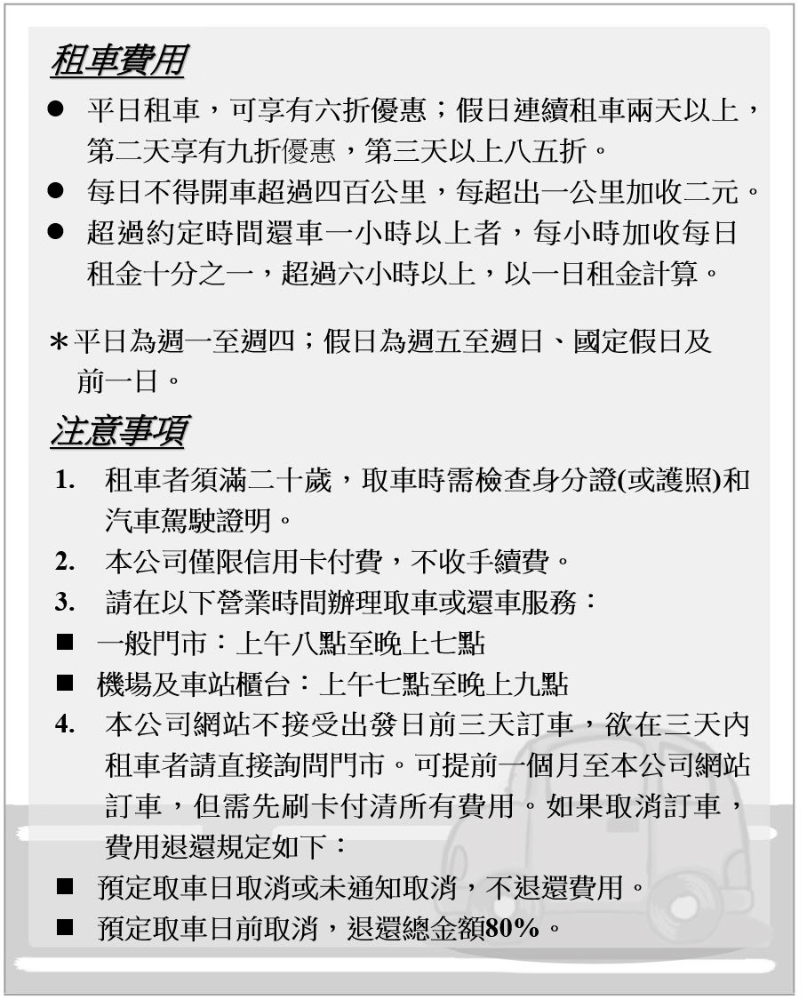 租車費用
● 平日租車，可享有六折優惠；假日連續租車兩天以上，
第二天享有九折優惠，第三天以上八五折。
● 每日不得開車超過四百公里，每超出一公里加收二元。
● 超過約定時間還車一小時以上者，每小時加收每日
租金十分之一，超過六小時以上，以一日租金計算。
＊平日為週一至週四；假日為週五至週日、國定假日及
前一日。
注意事項
1. 租車者須滿二十歲，取車時需檢查身分證(或護照)和
汽車駕駛證明。
2. 本公司僅限信用卡付費，不收手續費。
3. 請在以下營業時間辦理取車或還車服務：
■ 一般門市：上午八點至晚上七點
■ 機場及車站櫃台：上午七點至晚上九點
4. 本公司網站不接受出發日前三天訂車，欲在三天內
租車者請直接詢問門市。可提前一個月至本公司網站
訂車，但需先刷卡付清所有費用。如果取消訂車，
費用退還規定如下：
■ 預定取車日取消或未通知取消，不退還費用。
■ 預定取車日前取消，退還總金額80%。